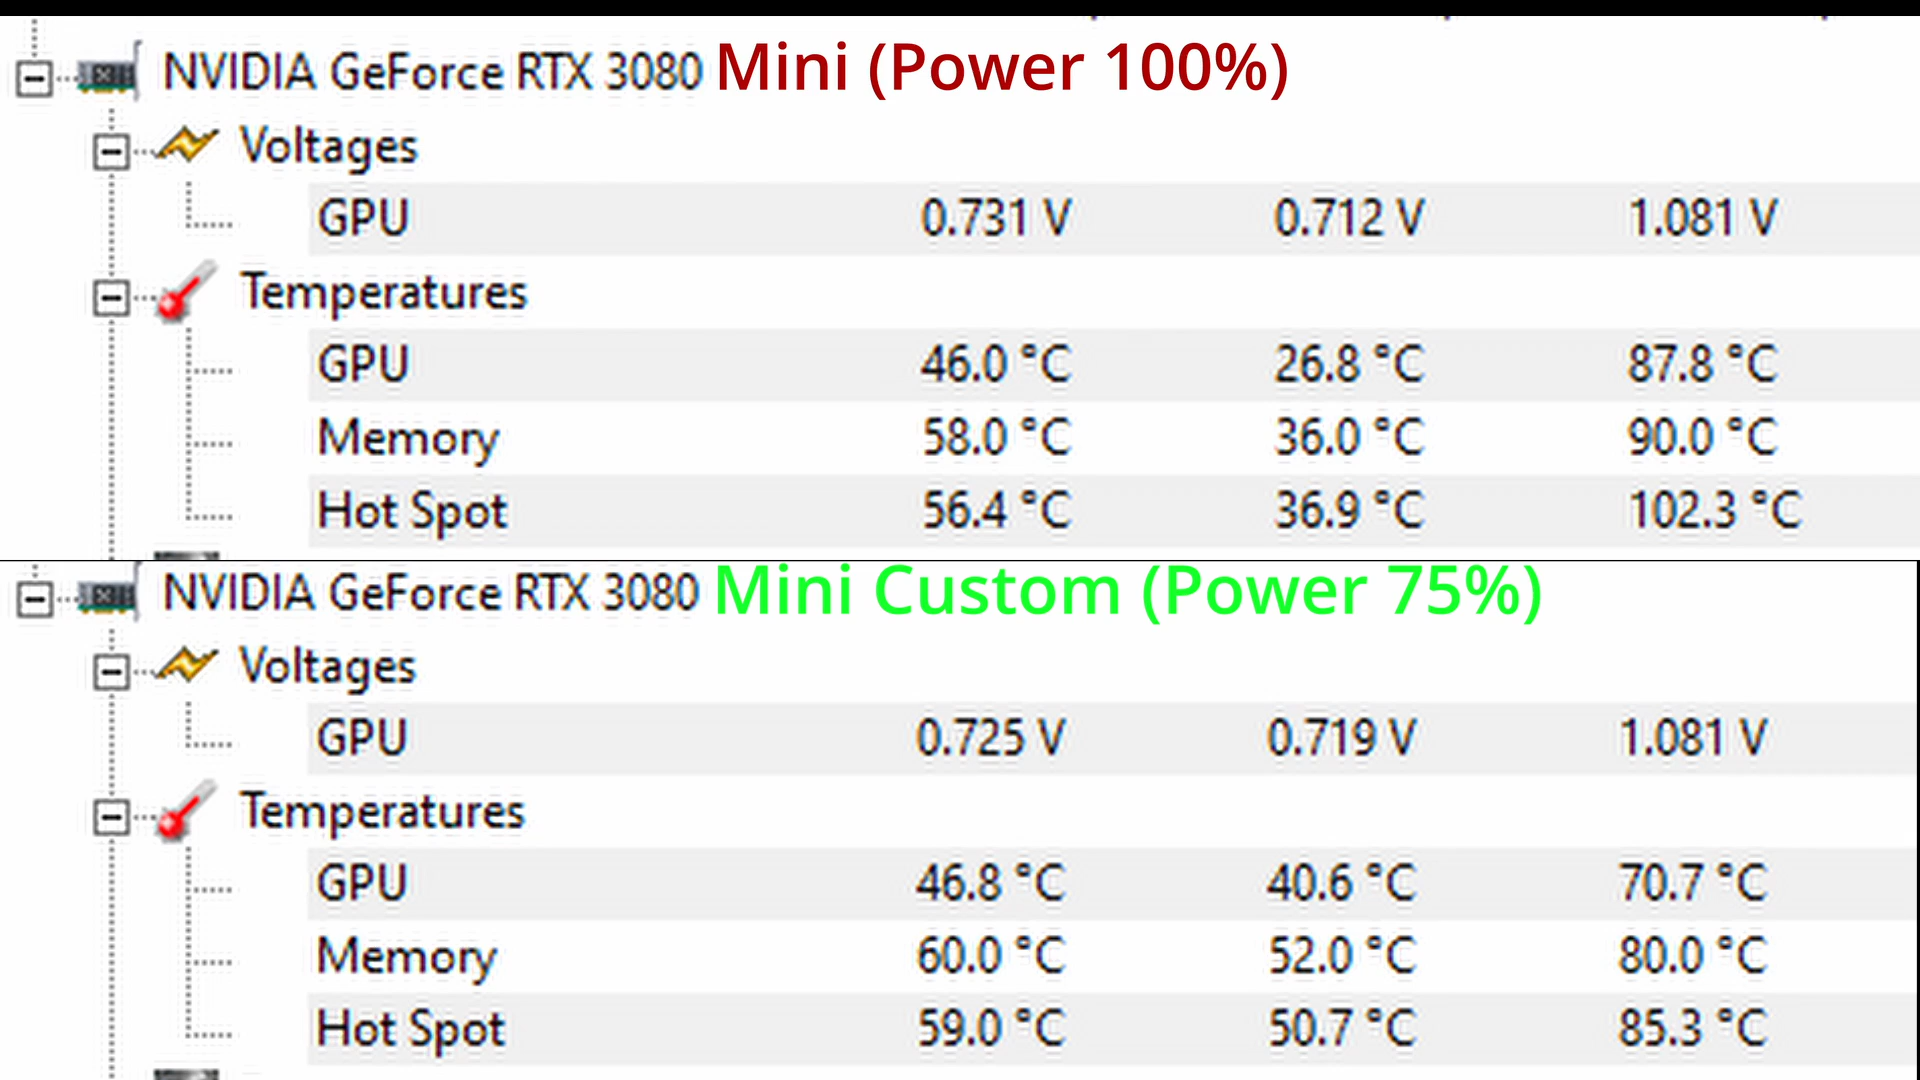 NVIDIA GeForce RTX 3080 Mini (Power 100%)
Voltages
GPU 0.731 V 0.712 V 1.081 V
Temperatures
GPU 46.0 °C 26.8 °C 87.8 °C
Memory 58.0 °C 36.0 °C 90.0 °C
Hot Spot 56.4 °C 36.9 °C 102.3 °C
NVIDIA GeForce RTX 3080 Mini Custom (Power 75%)
Voltages
GPU 0.725 V 0.719 V 1.081 V
Temperatures
GPU 46.8 °C 40.6 °C 70.7 °C
Memory 60.0 °C 52.0 °C 80.0 °C
Hot Spot 59.0 °C 50.7 °C 85.3 °C